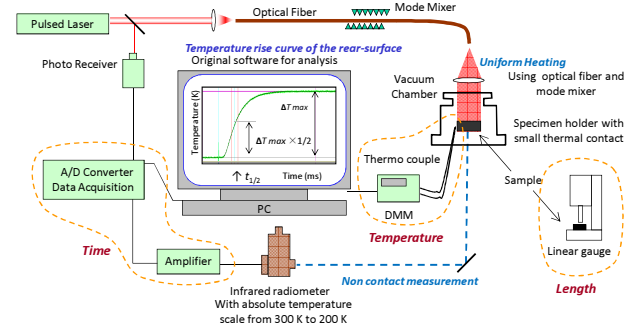 Pulsed Laser
Optical Fiber
Mode Mixer
Photo Receiver
Temperature rise curve of the rear-surface
Original software for analysis
Temperature (K)
ΔT max
ΔT max ×1/2
↑ t1/2
Time (ms)
PC
Vacuum
Chamber
Uniform Heating
Using optical fiber and
mode mixer
Specimen holder with
small thermal contact
Thermo couple
DMM
Temperature
Sample
Linear gauge
Length
A/D Converter
Data Acquisition
Time
Amplifier
Infrared radiometer
With absolute temperature
scale from 300 K to 200 K
Non contact measurement